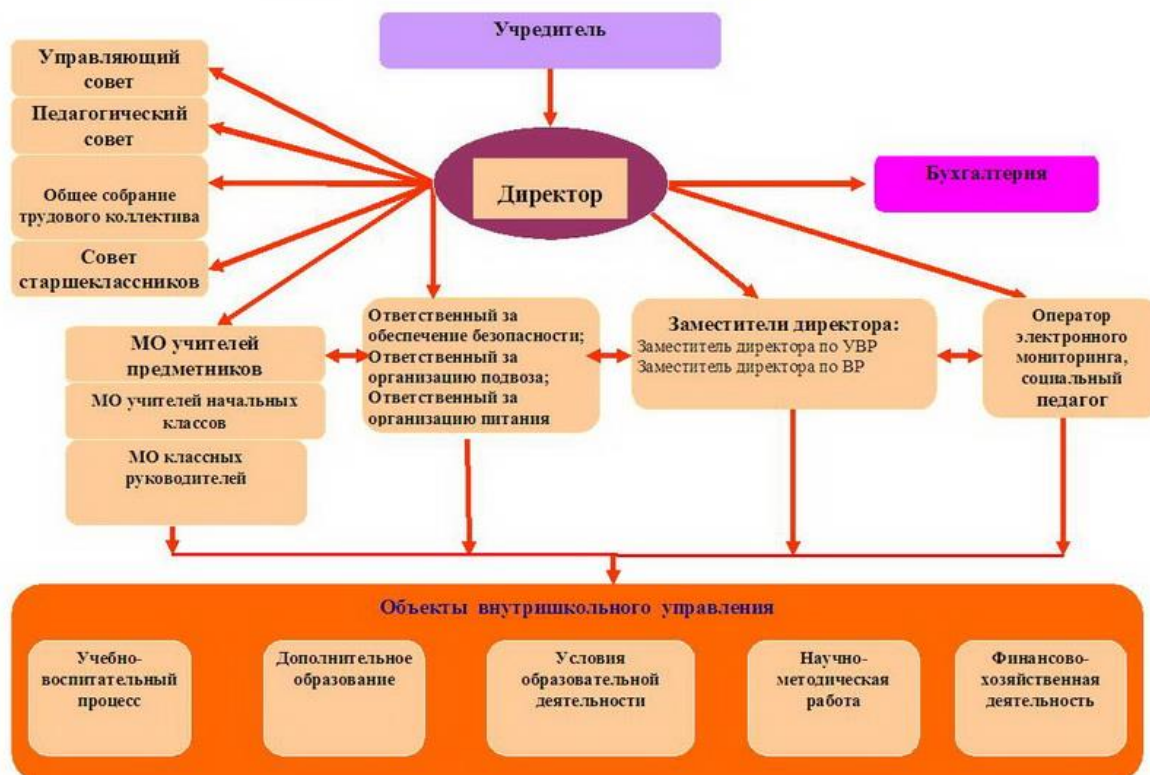 Учредитель
Управляющий
совет
Педагогический
совет
Общее собрание
трудового коллектива
Совет
старшеклассников
Директор
Бухгалтерия
МО учителей
предметников
МО учителей начальных
классов
МО классных
руководителей
Ответственный за
обеспечение безопасности;
Ответственный за
организацию подвоза;
Ответственный за
организацию питания
Заместители директора:
Заместитель директора по УВР
Заместитель директора по ВР
Оператор
электронного
мониторинга,
социальный
педагог
Объекты внутришкольного управления
Учебно-
воспитательный
процесс
Дополнительное
образование
Условия
образовательной
деятельности
Научно-
методическая
работа
Финансово-
хозяйственная
деятельность